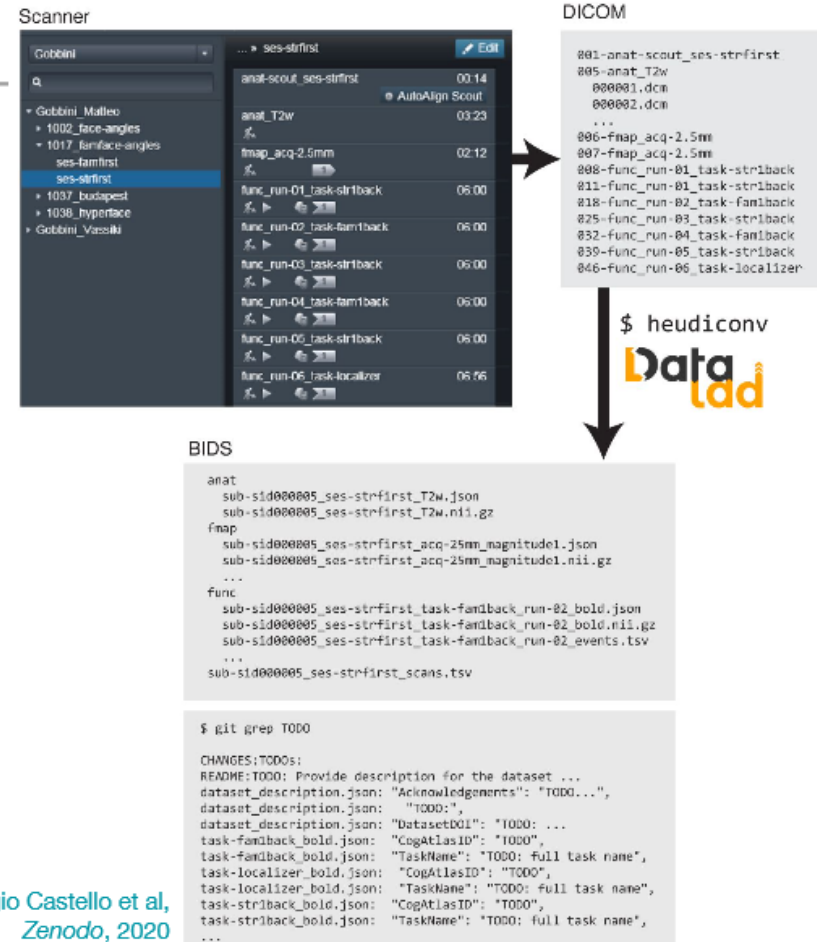 Scanner
Gobbini
... » ses-strfirst
Edit
anat-scout_ses-strfirst 00:14
AutoAlign Scout
Gobbini_Matteo
1002_face-angles
1017_famface-angles
ses-famfirst
ses-strfirst
1037_budapest
1038_hyperface
Gobbini_Vassiki
anat_T2w 03:23
fmap_acq-2.5mm 02:12
1
func_run-01_task-str1back 06:00
1
func_run-02_task-fam1back 06:00
1
func_run-03_task-str1back 06:00
1
func_run-04_task-fam1back 06:00
1
func_run-05_task-str1back 06:00
1
func_run-06_task-localizer 06:56
1
DICOM
001-anat-scout_ses-strfirst
005-anat_T2w
000001.dcm
000002.dcm
...
006-fmap_acq-2.5mm
007-fmap_acq-2.5mm
008-func_run-01_task-str1back
011-func_run-01_task-str1back
018-func_run-02_task-fam1back
025-func_run-03_task-str1back
032-func_run-04_task-fam1back
039-func_run-05_task-str1back
046-func_run-06_task-localizer
$ heudiconv
Data
lad
BIDS
anat
sub-sid000005_ses-strfirst_T2w.json
sub-sid000005_ses-strfirst_T2w.nii.gz
fmap
sub-sid000005_ses-strfirst_acq-25mm_magnitude1.json
sub-sid000005_ses-strfirst_acq-25mm_magnitude1.nii.gz
...
func
sub-sid000005_ses-strfirst_task-fam1back_run-02_bold.json
sub-sid000005_ses-strfirst_task-fam1back_run-02_bold.nii.gz
sub-sid000005_ses-strfirst_task-fam1back_run-02_events.tsv
...
sub-sid000005_ses-strfirst_scans.tsv
$ git grep TODO
CHANGES:TODOs:
README:TODO: Provide description for the dataset ...
dataset_description.json: "Acknowledgements": "TODO...",
dataset_description.json: "TODO:",
dataset_description.json: "DatasetDOI": "TODO: ...
task-fam1back_bold.json: "CogAtlasID": "TODO",
task-fam1back_bold.json: "TaskName": "TODO: full task name",
task-localizer_bold.json: "CogAtlasID": "TODO",
task-localizer_bold.json: "TaskName": "TODO: full task name",
task-str1back_bold.json: "CogAtlasID": "TODO",
task-str1back_bold.json: "TaskName": "TODO: full task name",
...
io Castello et al,
Zenodo, 2020